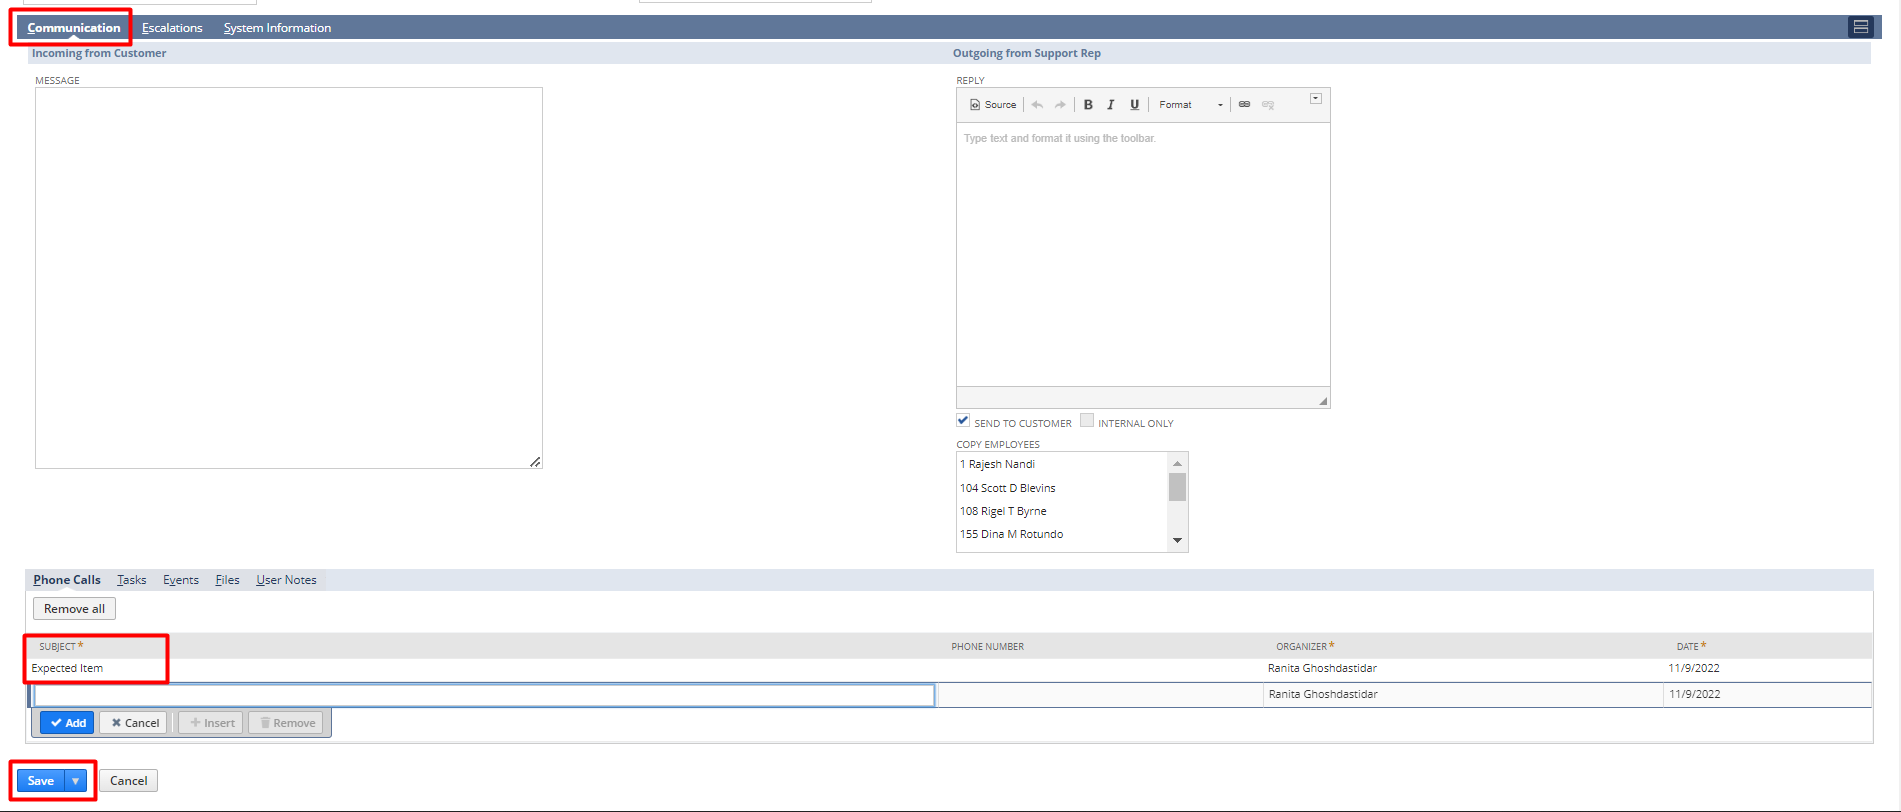 Communication Escalations System Information
Incoming from Customer
MESSAGE
Outgoing from Support Rep
REPLY
Source B I U Format
Type text and format it using the toolbar.
SEND TO CUSTOMER INTERNAL ONLY
COPY EMPLOYEES
1 Rajesh Nandi
104 Scott D Blevins
108 Rigel T Byrne
155 Dina M Rotundo
Phone Calls Tasks Events Files User Notes
Remove all
SUBJECT* PHONE NUMBER ORGANIZER* DATE*
Expected Item Ranita Ghoshdastidar 11/9/2022
Ranita Ghoshdastidar 11/9/2022
Add Cancel Insert Remove
Save Cancel